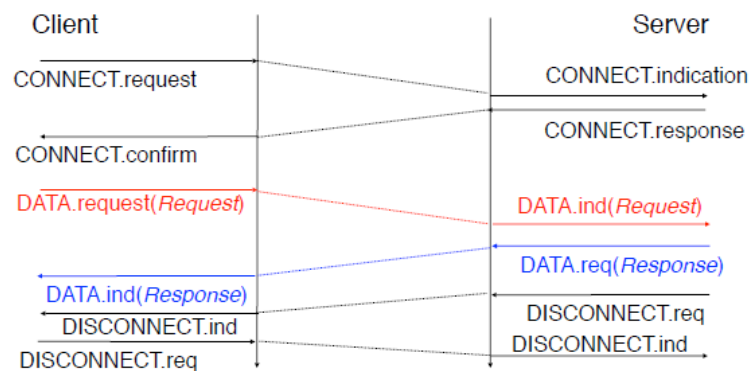 Client
Server
CONNECT.request
CONNECT.indication
CONNECT.response
CONNECT.confirm
DATA.request(Request)
DATA.ind(Request)
DATA.req(Response)
DATA.ind(Response)
DISCONNECT.req
DISCONNECT.ind
DISCONNECT.ind
DISCONNECT.req